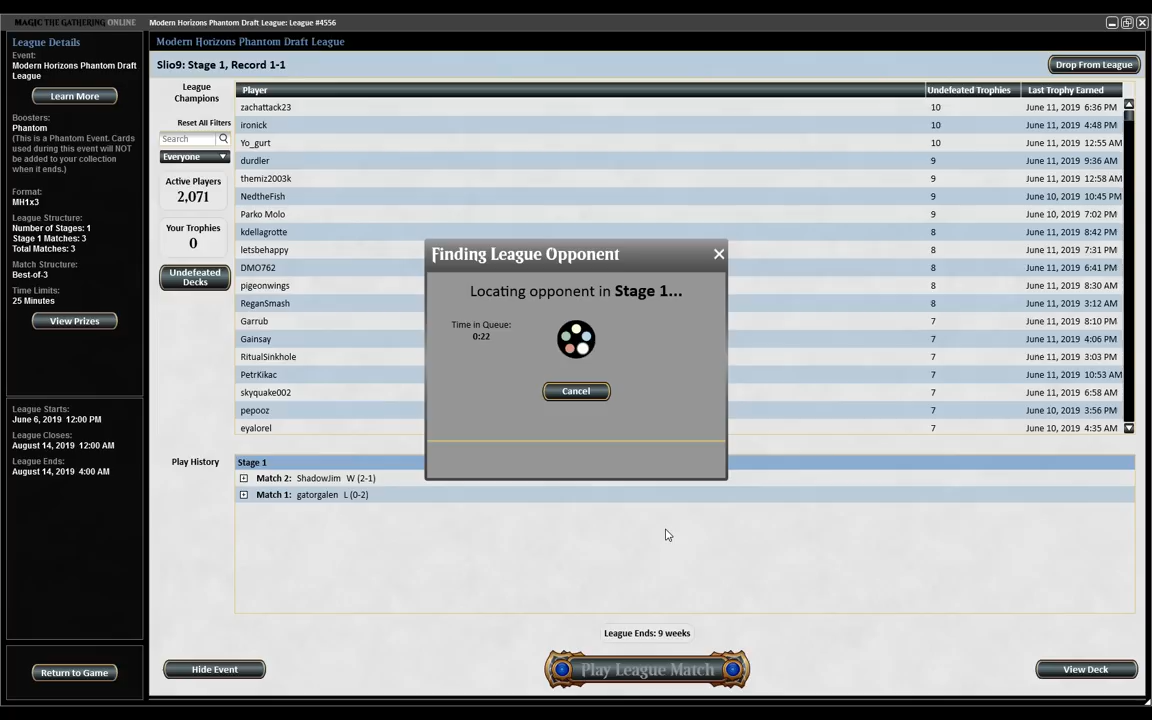 MAGIC THE GATHERING ONLINE
Modern Horizons Phantom Draft League: League #4556
League Details
Event:
Modern Horizons Phantom Draft
League
Learn More
Boosters:
Phantom
(This is a Phantom Event. Cards
used during this event will NOT
be added to your collection
when it ends.)
Format:
MH1x3
League Structure:
Number of Stages: 1
Stage 1 Matches: 3
Total Matches: 3
Match Structure:
Best-of-3
Time Limits:
25 Minutes
View Prizes
League Starts:
June 6, 2019 12:00 PM
League Closes:
August 14, 2019 12:00 AM
League Ends:
August 14, 2019 4:00 AM
Return to Game
Modern Horizons Phantom Draft League
Slio9: Stage 1, Record 1-1
Drop From League
League
Champions
Reset All Filters
Search
Everyone
Active Players
2,071
Your Trophies
0
Undefeated
Decks
Player Undefeated Trophies Last Trophy Earned
zachattack23 10 June 11, 2019 6:36 PM
ironick 10 June 11, 2019 4:48 PM
Yo_gurt 10 June 11, 2019 12:55 AM
durdler 9 June 11, 2019 9:36 AM
themiz2003k 9 June 11, 2019 12:58 AM
NedtheFish 9 June 10, 2019 10:45 PM
Parko Molo 9 June 10, 2019 7:02 PM
kdellagrotte 8 June 11, 2019 8:42 PM
letsbehappy 8 June 11, 2019 7:31 PM
DMO762 8 June 11, 2019 6:41 PM
pigeonwings 8 June 11, 2019 8:30 AM
ReganSmash 8 June 11, 2019 3:12 AM
Garrub 7 June 11, 2019 8:10 PM
Gainsay 7 June 11, 2019 4:06 PM
RitualSinkhole 7 June 11, 2019 3:03 PM
PetrKikac 7 June 11, 2019 10:53 AM
skyquake002 7 June 11, 2019 6:58 AM
pepooz 7 June 10, 2019 3:56 PM
eyalorel 7 June 10, 2019 4:35 AM
Finding League Opponent
Locating opponent in Stage 1...
Time in Queue:
0:22
Cancel
Play History
Stage 1
Match 2: ShadowJim W (2-1)
Match 1: gatorgalen L (0-2)
League Ends: 9 weeks
Hide Event
Play League Match
View Deck